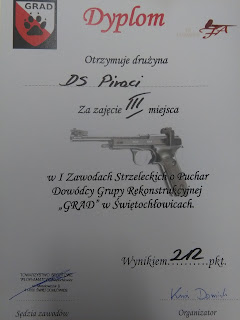 GRAD
Dyplom
Otrzymuje drużyna
DS Piraci
Za zajęcie III miejsca
w I Zawodach Strzeleckich o Puchar
Dowódcy Grupy Rekonstrukcyjnej
„GRAD" w Świętochłowicach.
Wynikiem 212 pkt.
Sędzia zawodów
Organizator